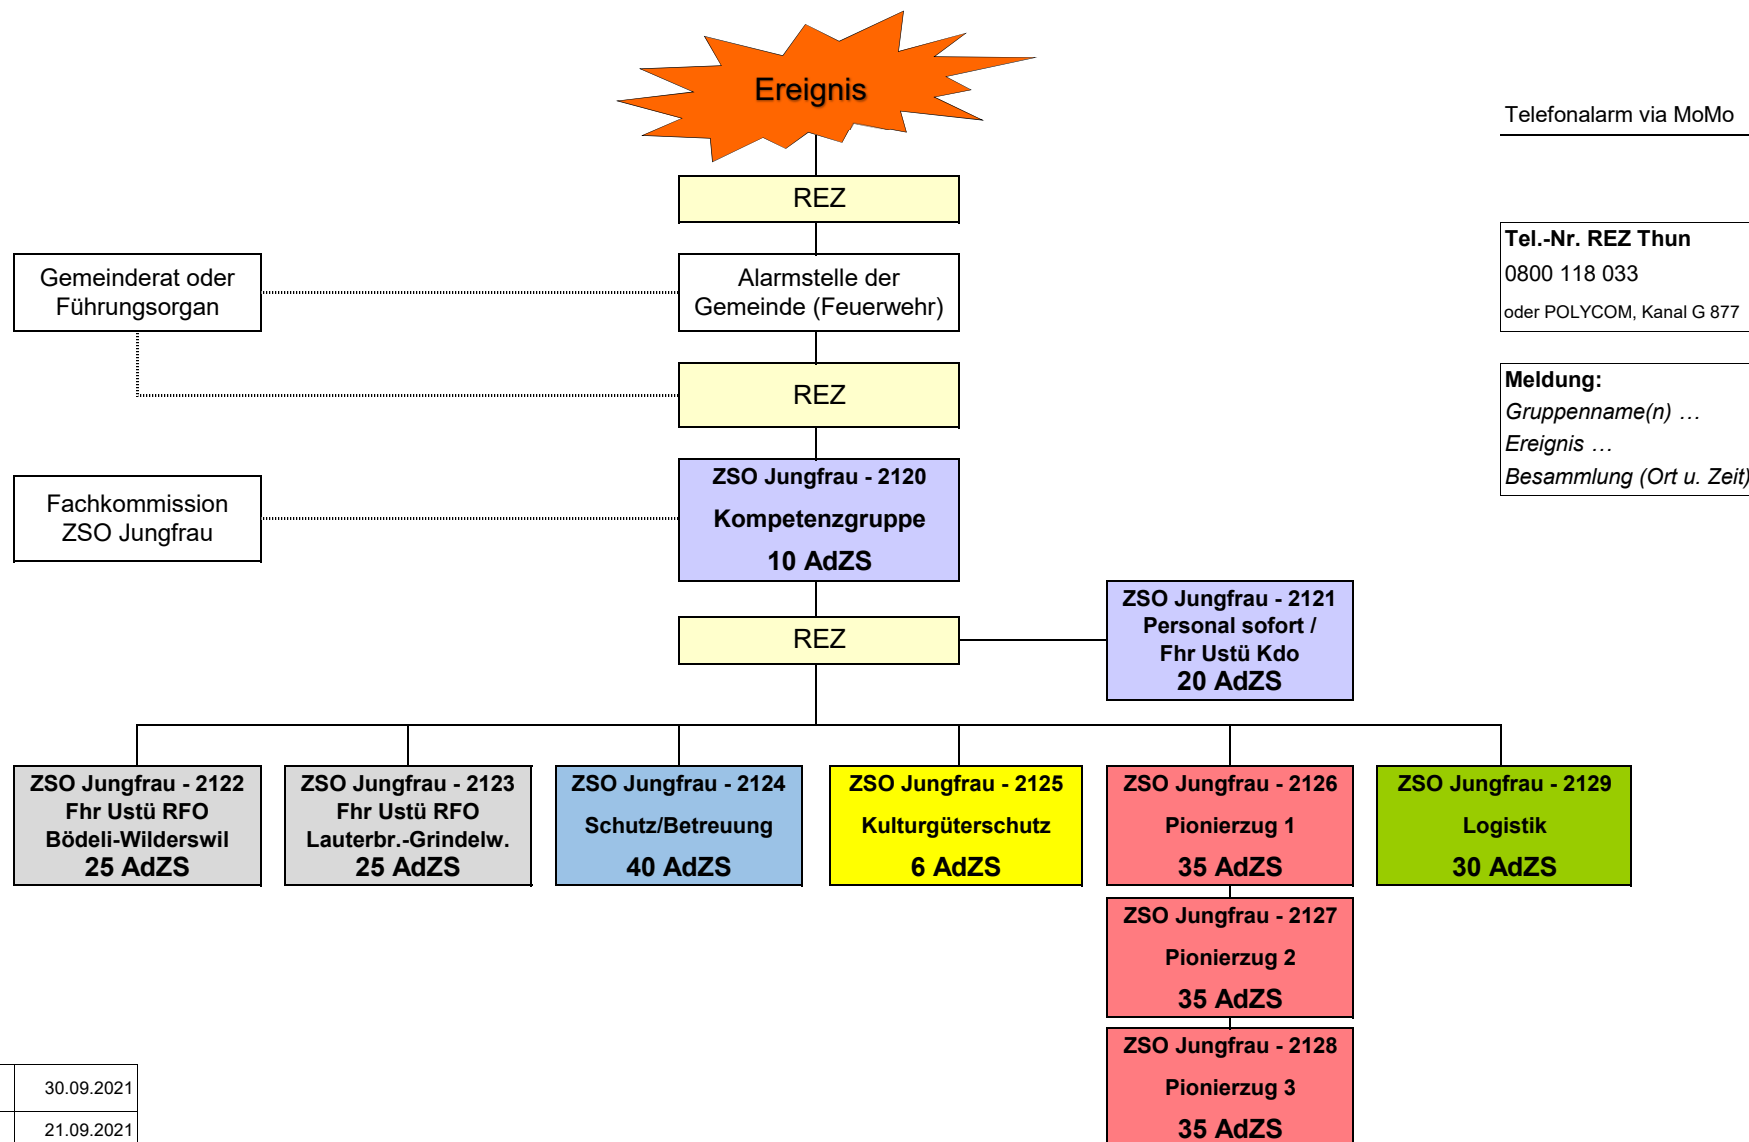 Ereignis
Telefonalarm via MoMo
REZ
Tel.-Nr. REZ Thun
0800 118 033
oder POLYCOM, Kanal G 877
Gemeinderat oder
Führungsorgan
Alarmstelle der
Gemeinde (Feuerwehr)
REZ
Meldung:
Gruppenname(n) …
Ereignis …
Besammlung (Ort u. Zeit)
Fachkommission
ZSO Jungfrau
ZSO Jungfrau - 2120
Kompetenzgruppe
10 AdZS
REZ
ZSO Jungfrau - 2121
Personal sofort /
Fhr Ustü Kdo
20 AdZS
ZSO Jungfrau - 2122
Fhr Ustü RFO
Bödeli-Wilderswil
25 AdZS
ZSO Jungfrau - 2123
Fhr Ustü RFO
Lauterbr.-Grindelw.
25 AdZS
ZSO Jungfrau - 2124
Schutz/Betreuung
40 AdZS
ZSO Jungfrau - 2125
Kulturgüterschutz
6 AdZS
ZSO Jungfrau - 2126
Pionierzug 1
35 AdZS
ZSO Jungfrau - 2129
Logistik
30 AdZS
ZSO Jungfrau - 2127
Pionierzug 2
35 AdZS
ZSO Jungfrau - 2128
Pionierzug 3
35 AdZS
30.09.2021
21.09.2021